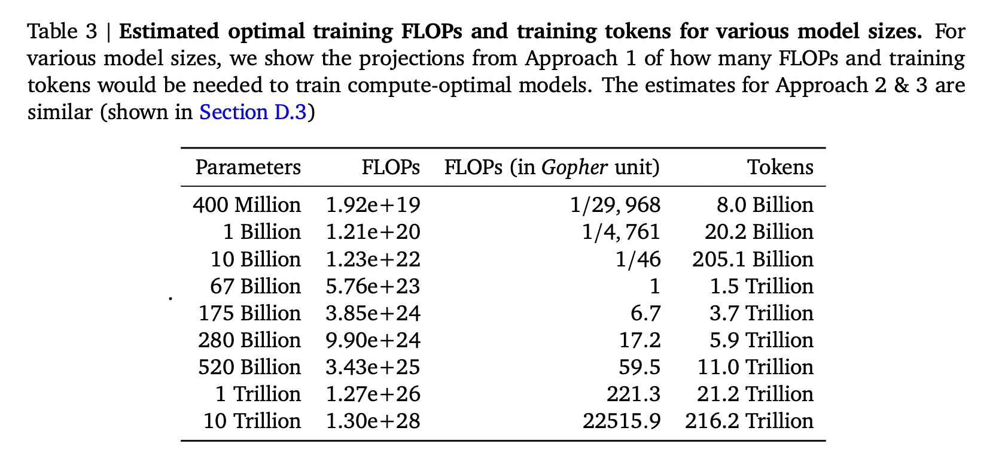 Table 3 | Estimated optimal training FLOPs and training tokens for various model sizes. For
various model sizes, we show the projections from Approach 1 of how many FLOPs and training
tokens would be needed to train compute-optimal models. The estimates for Approach 2 & 3 are
similar (shown in Section D.3)
Parameters FLOPs FLOPs (in Gopher unit) Tokens
400 Million 1.92e+19 1/29, 968 8.0 Billion
1 Billion 1.21e+20 1/4, 761 20.2 Billion
10 Billion 1.23e+22 1/46 205.1 Billion
67 Billion 5.76e+23 1 1.5 Trillion
. 175 Billion 3.85e+24 6.7 3.7 Trillion
280 Billion 9.90e+24 17.2 5.9 Trillion
520 Billion 3.43e+25 59.5 11.0 Trillion
1 Trillion 1.27e+26 221.3 21.2 Trillion
10 Trillion 1.30e+28 22515.9 216.2 Trillion